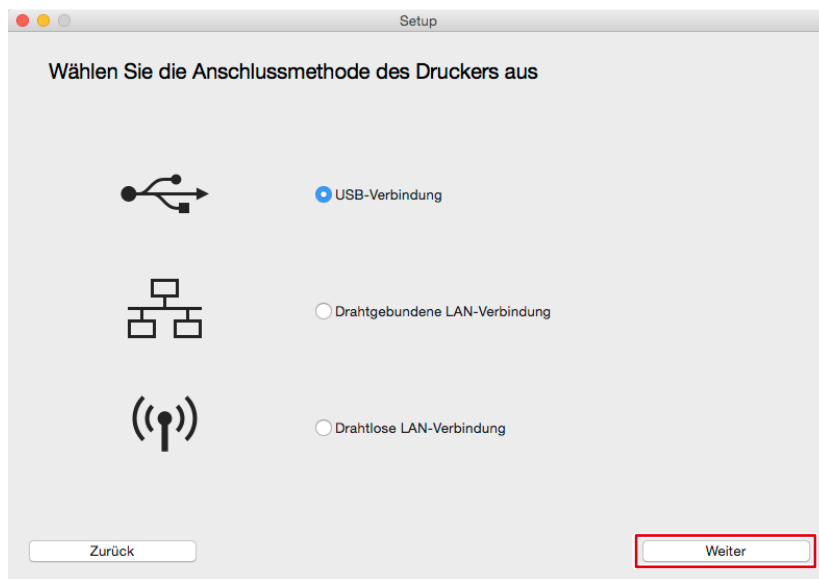 Setup
Wählen Sie die Anschlussmethode des Druckers aus
USB-Verbindung
Drahtgebundene LAN-Verbindung
Drahtlose LAN-Verbindung
Zurück
Weiter